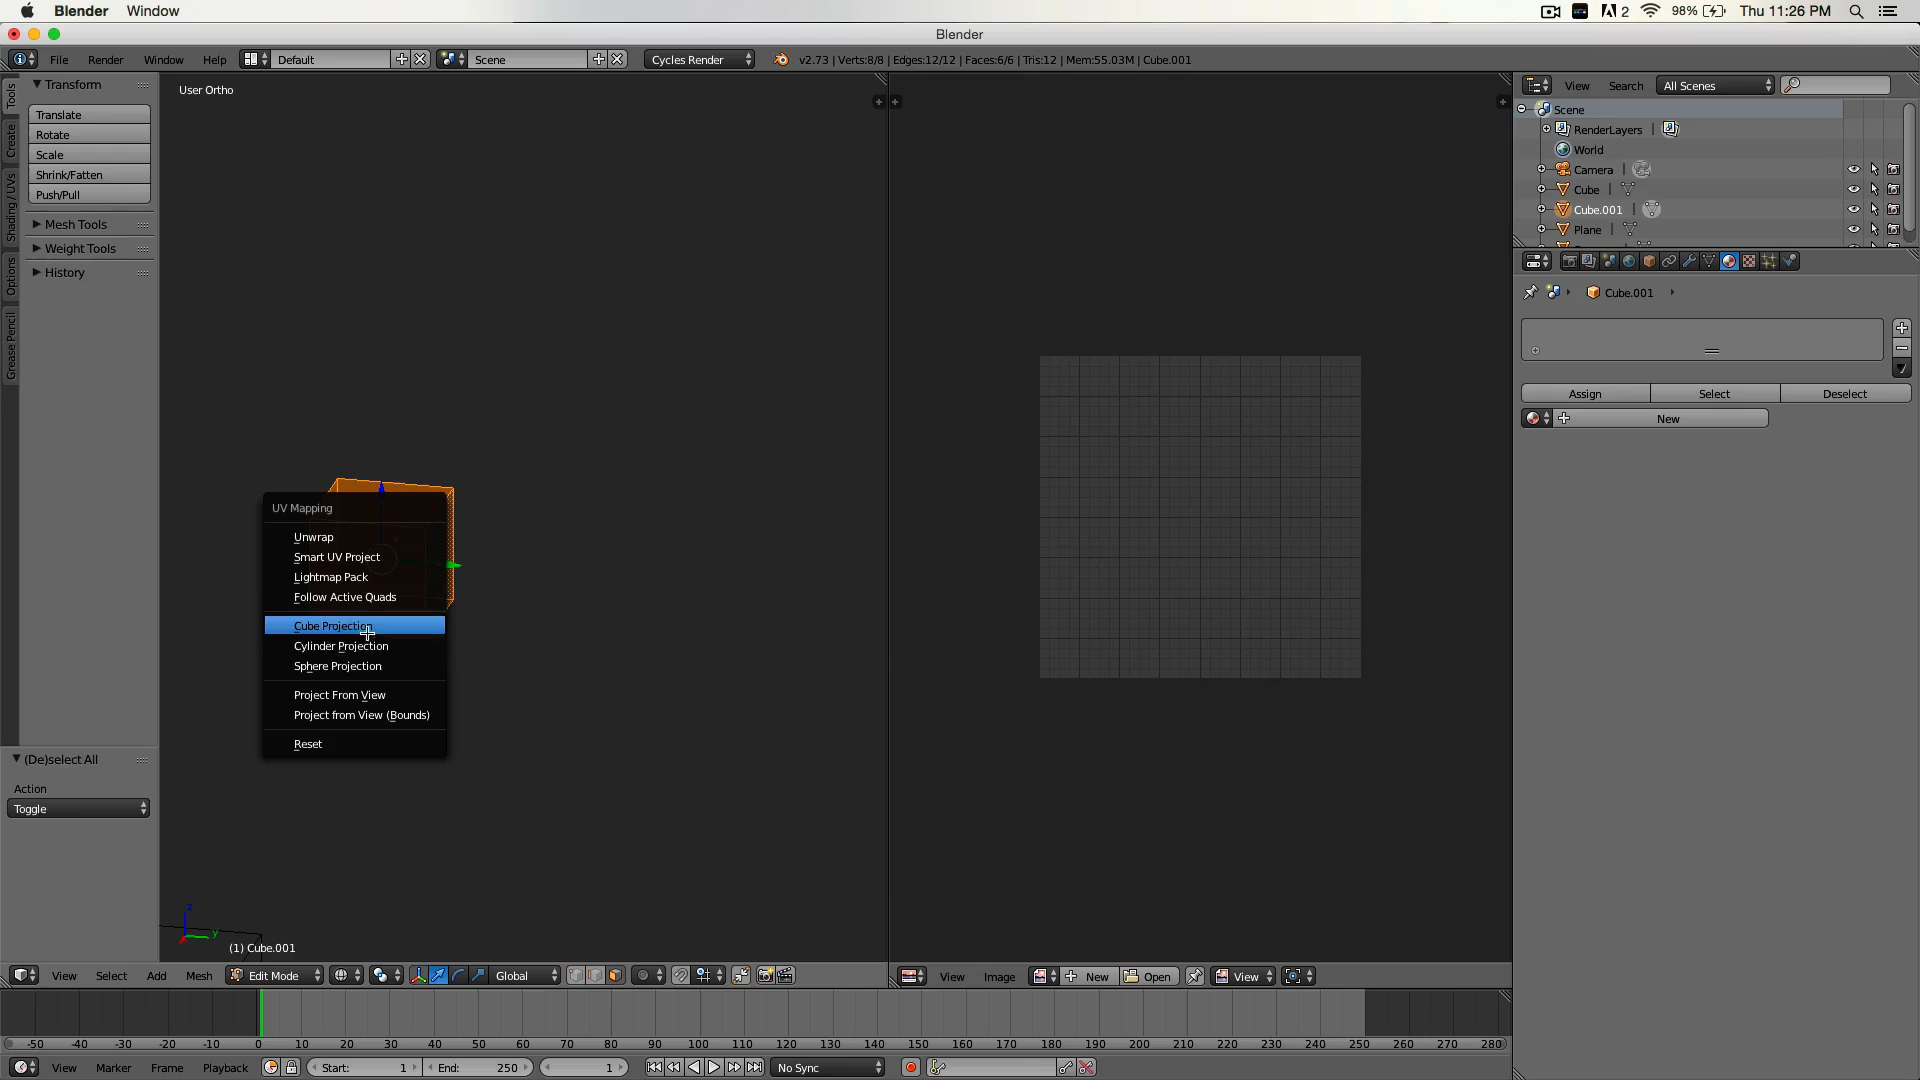 Blender Window 2 98% Thu 11:26 PM
Blender
File Render Window Help Default Scene Cycles Render v2.73 | Verts:8/8 | Edges:12/12 | Faces:6/6 | Tris:12 | Mem:55.03M | Cube.001
Tools
Create
Shading / UVs
Options
Grease Pencil
Transform
Translate
Rotate
Scale
Shrink/Fatten
Push/Pull
Mesh Tools
Weight Tools
History
(De)select All
Action
Toggle
User Ortho
UV Mapping
Unwrap
Smart UV Project
Lightmap Pack
Follow Active Quads
Cube Projection
Cylinder Projection
Sphere Projection
Project From View
Project from View (Bounds)
Reset
z
y
(1) Cube.001
View Select Add Mesh Edit Mode Global
View Image New Open View
View Search All Scenes
Scene
RenderLayers |
World
Camera |
Cube |
Cube.001 |
Plane |
Cube.001
Assign Select Deselect
New
-50 -40 -30 -20 -10 0 10 20 30 40 50 60 70 80 90 100 110 120 130 140 150 160 170 180 190 200 210 220 230 240 250 260 270 280
View Marker Frame Playback Start: 1 End: 250 1 No Sync